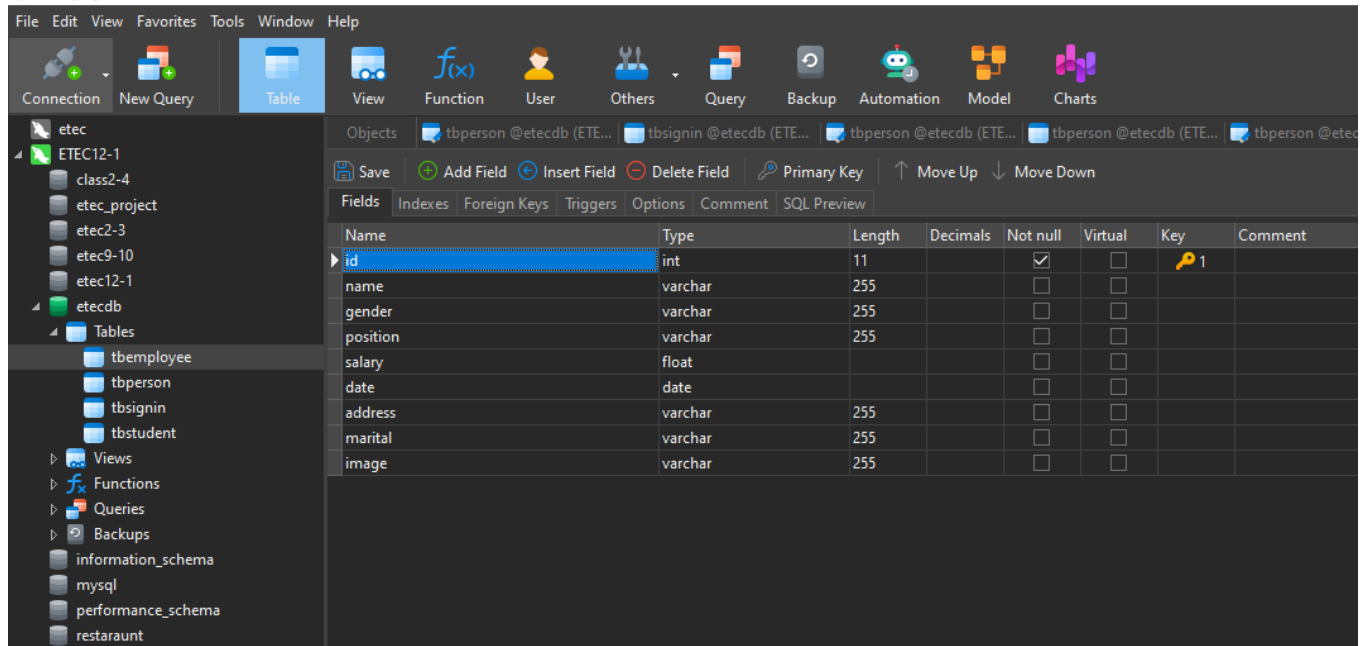 File Edit View Favorites Tools Window Help
Connection New Query Table View Function User Others Query Backup Automation Model Charts
etec
ETEC12-1
class2-4
etec_project
etec2-3
etec9-10
etec12-1
etecdb
Tables
tbemployee
tbperson
tbsignin
tbstudent
Views
Functions
Queries
Backups
information_schema
mysql
performance_schema
restaraunt
Objects tbperson @etecdb (ETE... tbsignin @etecdb (ETE... tbperson @etecdb (ETE... tbperson @etecdb (ETE... tbperson @etec
Save Add Field Insert Field Delete Field Primary Key Move Up Move Down
Fields Indexes Foreign Keys Triggers Options Comment SQL Preview
Name Type Length Decimals Not null Virtual Key Comment
id int 11 1
name varchar 255
gender varchar 255
position varchar 255
salary float
date date
address varchar 255
marital varchar 255
image varchar 255